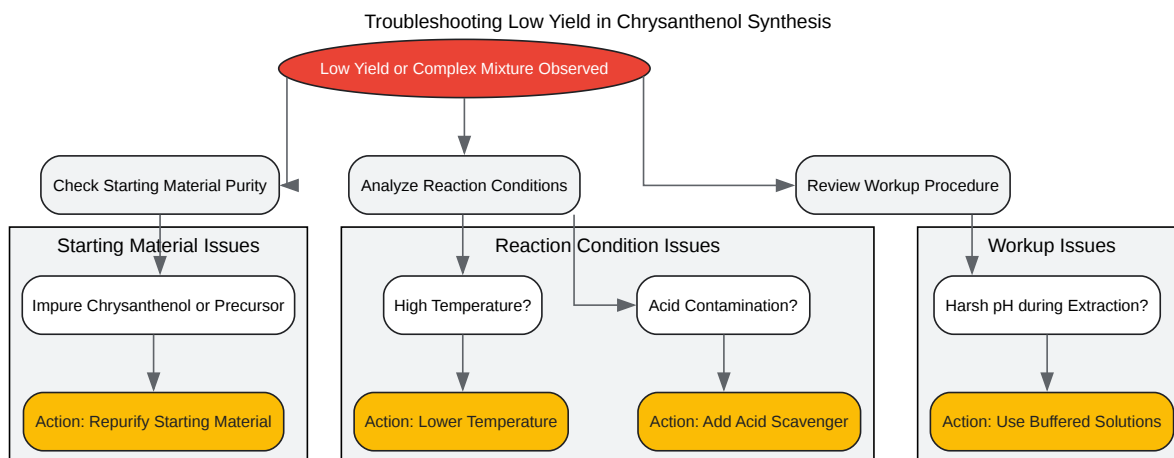 Troubleshooting Low Yield in Chrysanthenol Synthesis
Low Yield or Complex Mixture Observed
Check Starting Material Purity
Analyze Reaction Conditions
Review Workup Procedure
Starting Material Issues
Reaction Condition Issues
Workup Issues
Impure Chrysanthenol or Precursor
High Temperature?
Acid Contamination?
Harsh pH during Extraction?
Action: Repurify Starting Material
Action: Lower Temperature
Action: Add Acid Scavenger
Action: Use Buffered Solutions